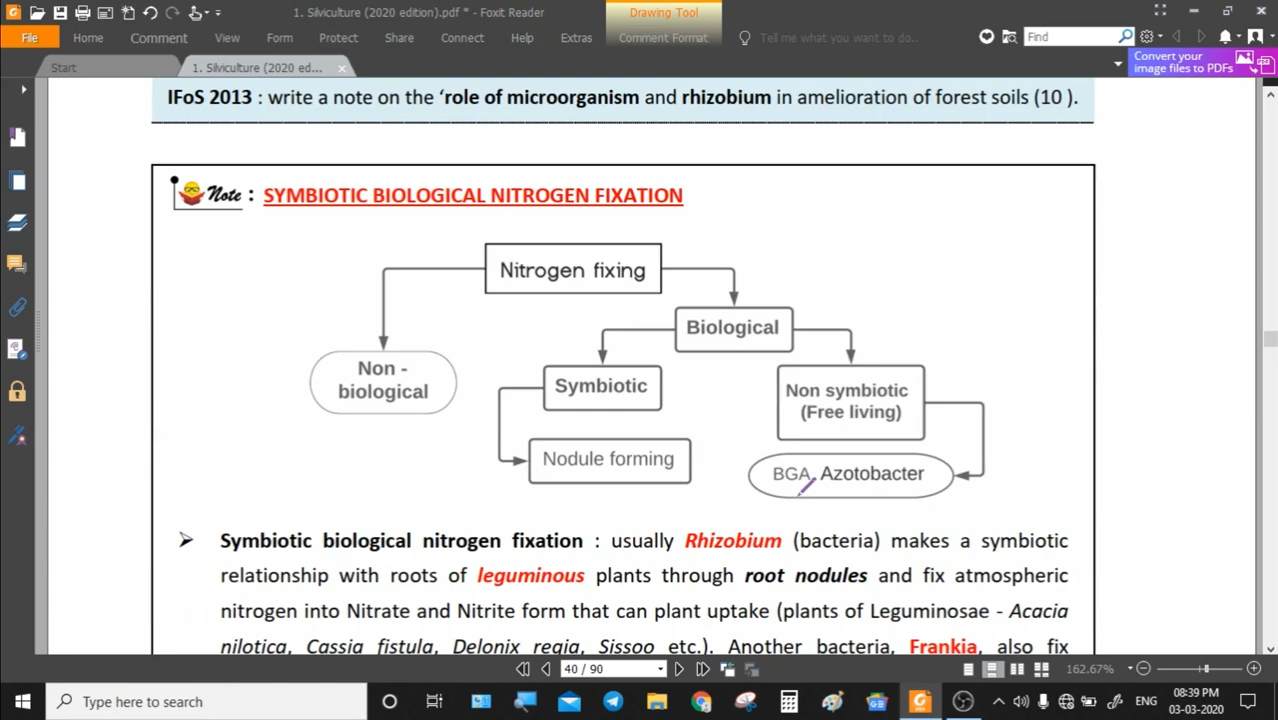 1. Silviculture (2020 edition).pdf * - Foxit Reader
Drawing Tool
File Home Comment View Form Protect Share Connect Help Extras Comment Format Tell me what you want to do... Find
Start
1. Silviculture (2020 ed...
Convert your
image files to PDFs
IFoS 2013 : write a note on the ‘role of microorganism and rhizobium in amelioration of forest soils (10 ).
Note : SYMBIOTIC BIOLOGICAL NITROGEN FIXATION
Nitrogen fixing
Biological
Non -
biological
Symbiotic
Non symbiotic
(Free living)
Nodule forming
BGA, Azotobacter
➢ Symbiotic biological nitrogen fixation : usually Rhizobium (bacteria) makes a symbiotic
relationship with roots of leguminous plants through root nodules and fix atmospheric
nitrogen into Nitrate and Nitrite form that can plant uptake (plants of Leguminosae - Acacia
nilotica, Cassia fistula, Delonix regia, Sissoo etc.). Another bacteria, Frankia, also fix
40 / 90
162.67%
Type here to search
ENG
08:39 PM
03-03-2020